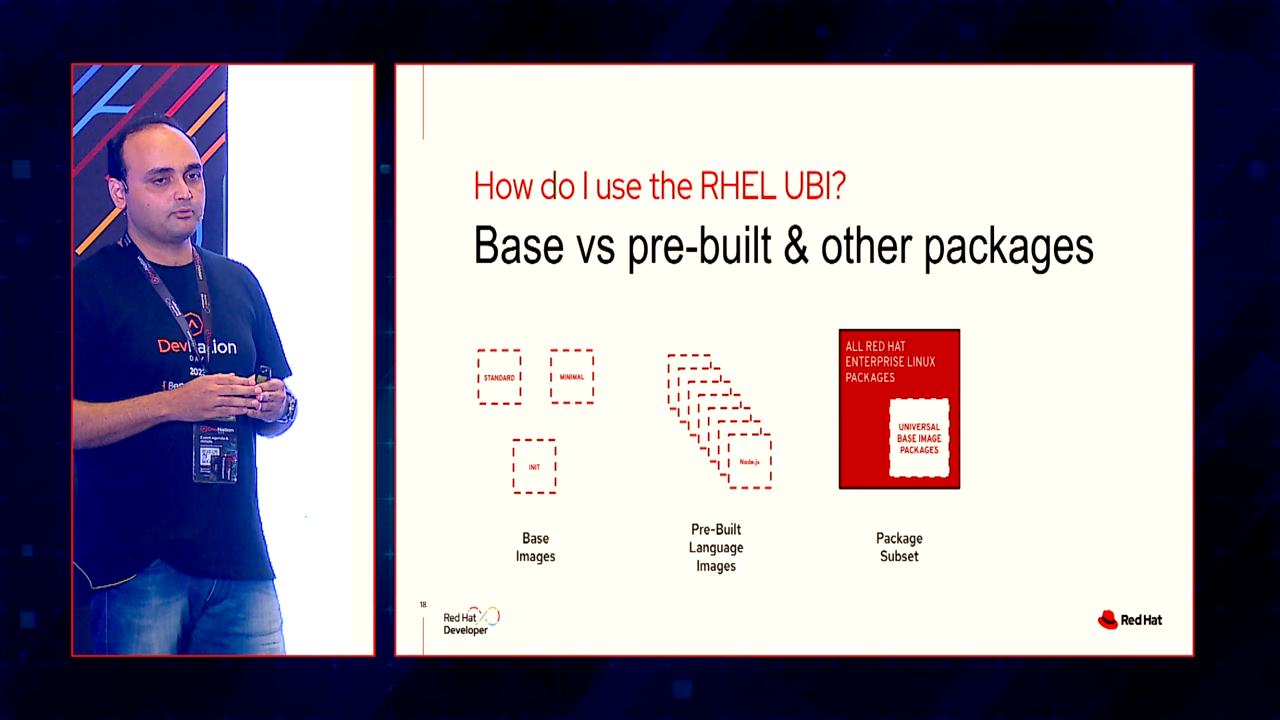 How do I use the RHEL UBI?
Base vs pre-built & other packages
STANDARD
MINIMAL
INIT
Node.js
ALL RED HAT
ENTERPRISE LINUX
PACKAGES
UNIVERSAL
BASE IMAGE
PACKAGES
Base
Images
Pre-Built
Language
Images
Package
Subset
18
Red Hat
Developer
Red Hat